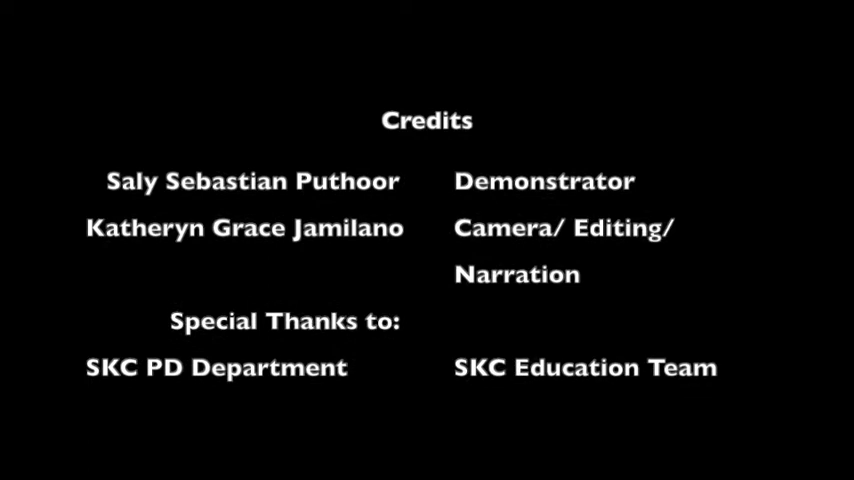 Credits
Saly Sebastian Puthoor Demonstrator
Katheryn Grace Jamilano Camera/ Editing/
Narration
Special Thanks to:
SKC PD Department SKC Education Team